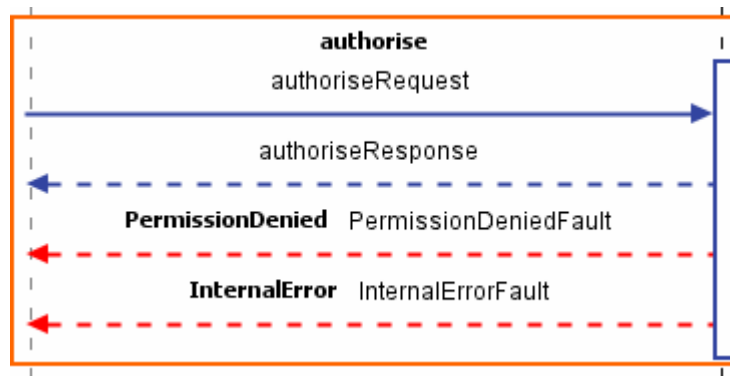 authorise
authoriseRequest
authoriseResponse
PermissionDenied PermissionDeniedFault
InternalError InternalErrorFault